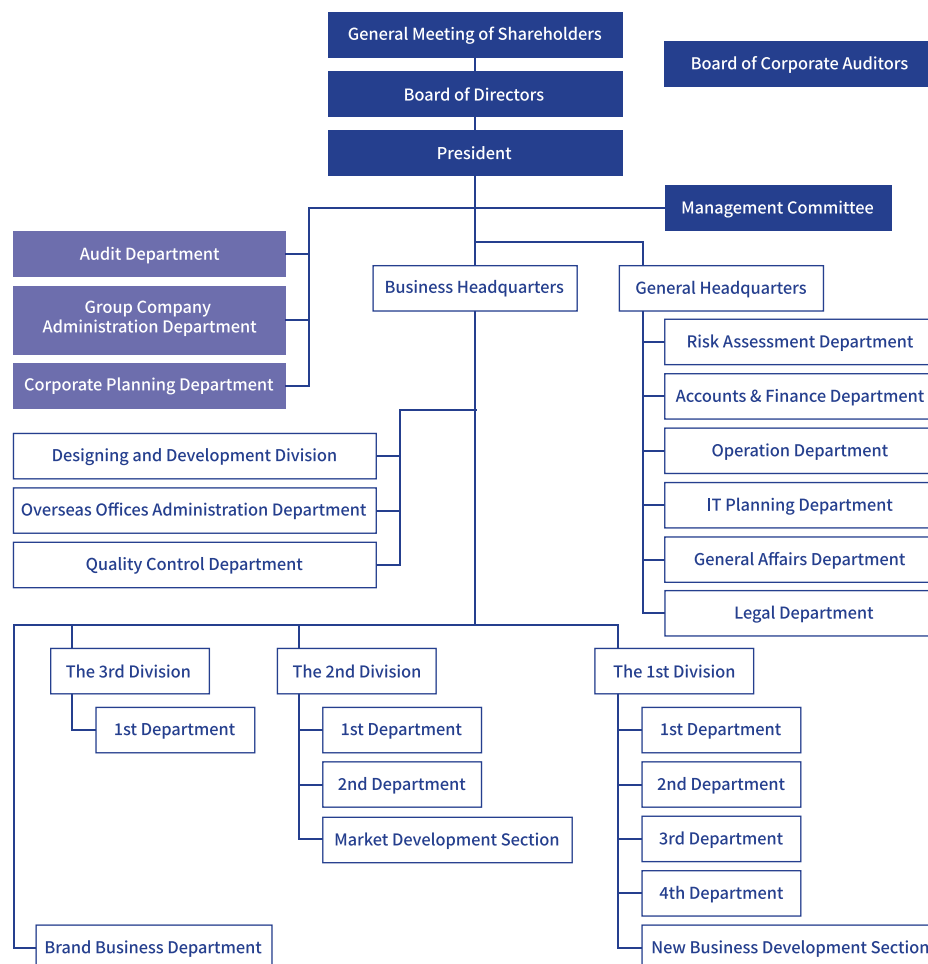 General Meeting of Shareholders
Board of Corporate Auditors
Board of Directors
President
Management Committee
Audit Department
Group Company
Administration Department
Corporate Planning Department
Business Headquarters
General Headquarters
Risk Assessment Department
Accounts & Finance Department
Operation Department
IT Planning Department
General Affairs Department
Legal Department
Designing and Development Division
Overseas Offices Administration Department
Quality Control Department
The 3rd Division
1st Department
The 2nd Division
1st Department
2nd Department
Market Development Section
The 1st Division
1st Department
2nd Department
3rd Department
4th Department
New Business Development Section
Brand Business Department